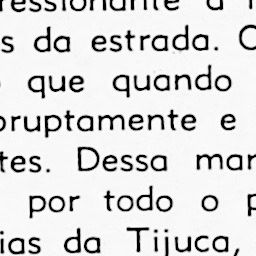 ressionante a
s da estrada.
que quando
bruptamente e
tes. Dessa mar
por todo o p
ias da Tijuca,